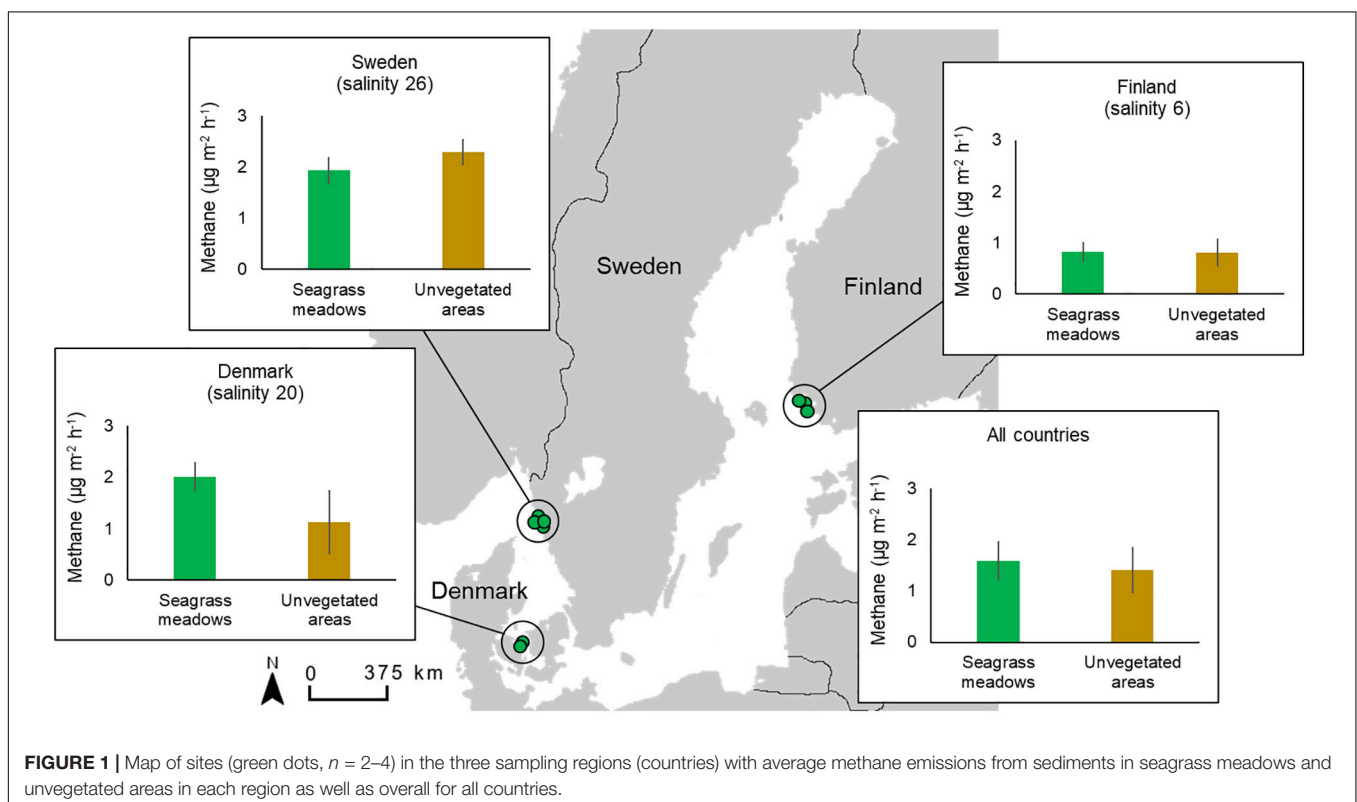 Sweden
(salinity 26)
Methane (µg m-2 h-1)
3
2
1
0
Seagrass
meadows
Unvegetated
areas
Finland
(salinity 6)
Methane (µg m-2 h-1)
3
2
1
0
Seagrass
meadows
Unvegetated
areas
Sweden
Finland
Denmark
(salinity 20)
Methane (µg m-2 h-1)
3
2
1
0
Seagrass
meadows
Unvegetated
areas
Denmark
All countries
Methane (µg m-2 h-1)
3
2
1
0
Seagrass
meadows
Unvegetated
areas
N
0 375 km
FIGURE 1 | Map of sites (green dots, n = 2–4) in the three sampling regions (countries) with average methane emissions from sediments in seagrass meadows and
unvegetated areas in each region as well as overall for all countries.